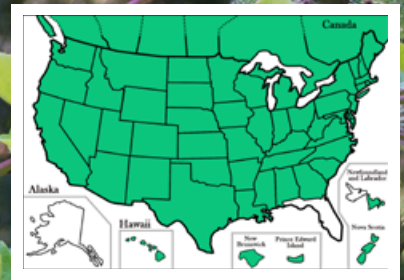 Canada
Alaska
Hawaii
New
Brunswick
Prince Edward
Island
Newfoundland
and Labrador
Nova Scotia